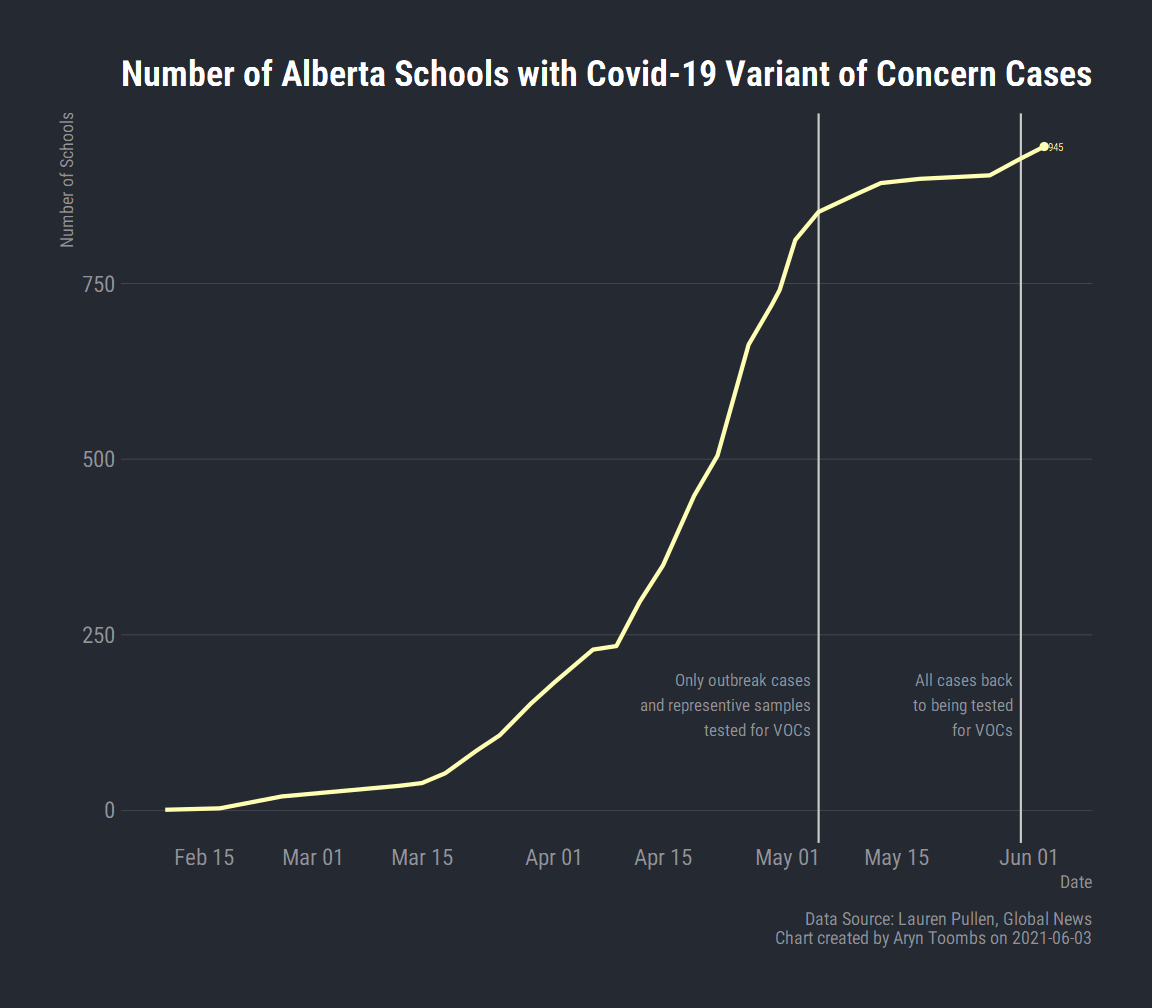 Number of Alberta Schools with Covid-19 Variant of Concern Cases
Number of Schools
945
750
500
250
0
Only outbreak cases
and representive samples
tested for VOCs
All cases back
to being tested
for VOCs
Feb 15 Mar 01 Mar 15 Apr 01 Apr 15 May 01 May 15 Jun 01
Date
Data Source: Lauren Pullen, Global News
Chart created by Aryn Toombs on 2021-06-03